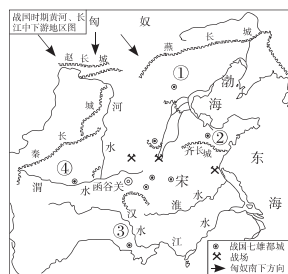 战国时期黄河、长
江中下游地区图
匈 奴
赵 长 城
燕 长 城
①
渤
海
河
水
城
长
秦
②
齐长城
东
海
④
渭
水
函谷关
宋
水
淮
汉
水
水
③
江
战国七雄都城
战场
匈奴南下方向